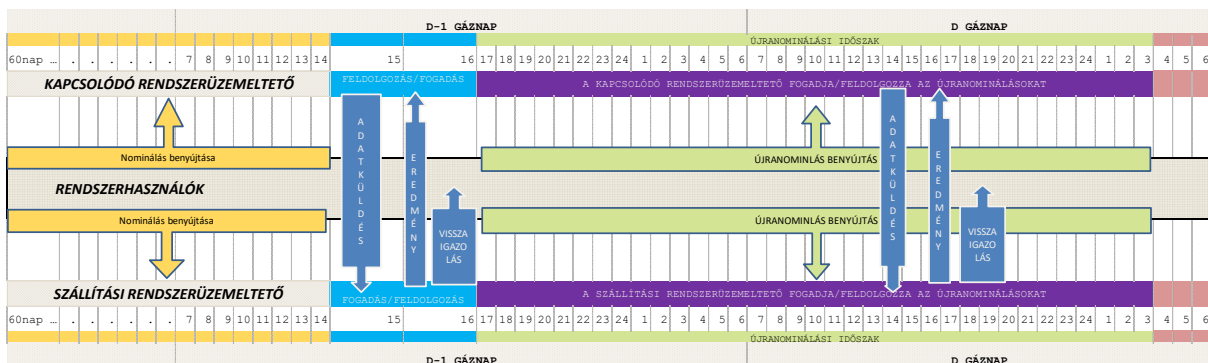 D-1 GÁZNAP D GÁZNAP
ÚJRANOMINÁLÁSI IDŐSZAK
60nap … . . . . . . 7 8 9 10 11 12 13 14 15 16 17 18 19 20 21 22 23 24 1 2 3 4 5 6 7 8 9 10 11 12 13 14 15 16 17 18 19 20 21 22 23 24 1 2 3 4 5 6
KAPCSOLÓDÓ RENDSZERÜZEMELTETŐ
FELDOLGOZÁS/FOGADÁS
A KAPCSOLÓDÓ RENDSZERÜZEMELTETŐ FOGADJA/FELDOLGOZZA AZ ÚJRANOMINÁLÁSOKAT
ADATKÜLDÉS
EREDMÉNY
ADATKÜLDÉS
EREDMÉNY
Nominálás benyújtása
ÚJRANOMINLÁS BENYÚJTÁS
RENDSZERHASZNÁLÓK
Nominálás benyújtása
ÚJRANOMINLÁS BENYÚJTÁS
VISSZA
IGAZO
LÁS
VISSZA
IGAZO
LÁS
SZÁLLÍTÁSI RENDSZERÜZEMELTETŐ
FOGADÁS/FELDOLGOZÁS
A SZÁLLÍTÁSI RENDSZERÜZEMELTETŐ FOGADJA/FELDOLGOZZA AZ ÚJRANOMINÁLÁSOKAT
60nap … . . . . . . 7 8 9 10 11 12 13 14 15 16 17 18 19 20 21 22 23 24 1 2 3 4 5 6 7 8 9 10 11 12 13 14 15 16 17 18 19 20 21 22 23 24 1 2 3 4 5 6
ÚJRANOMINÁLÁSI IDŐSZAK
D-1 GÁZNAP D GÁZNAP